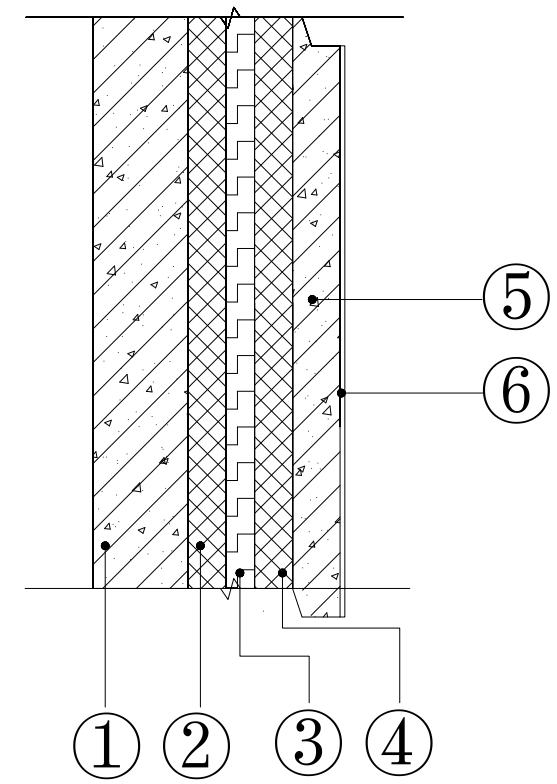 ⑤
⑥
① ② ③ ④